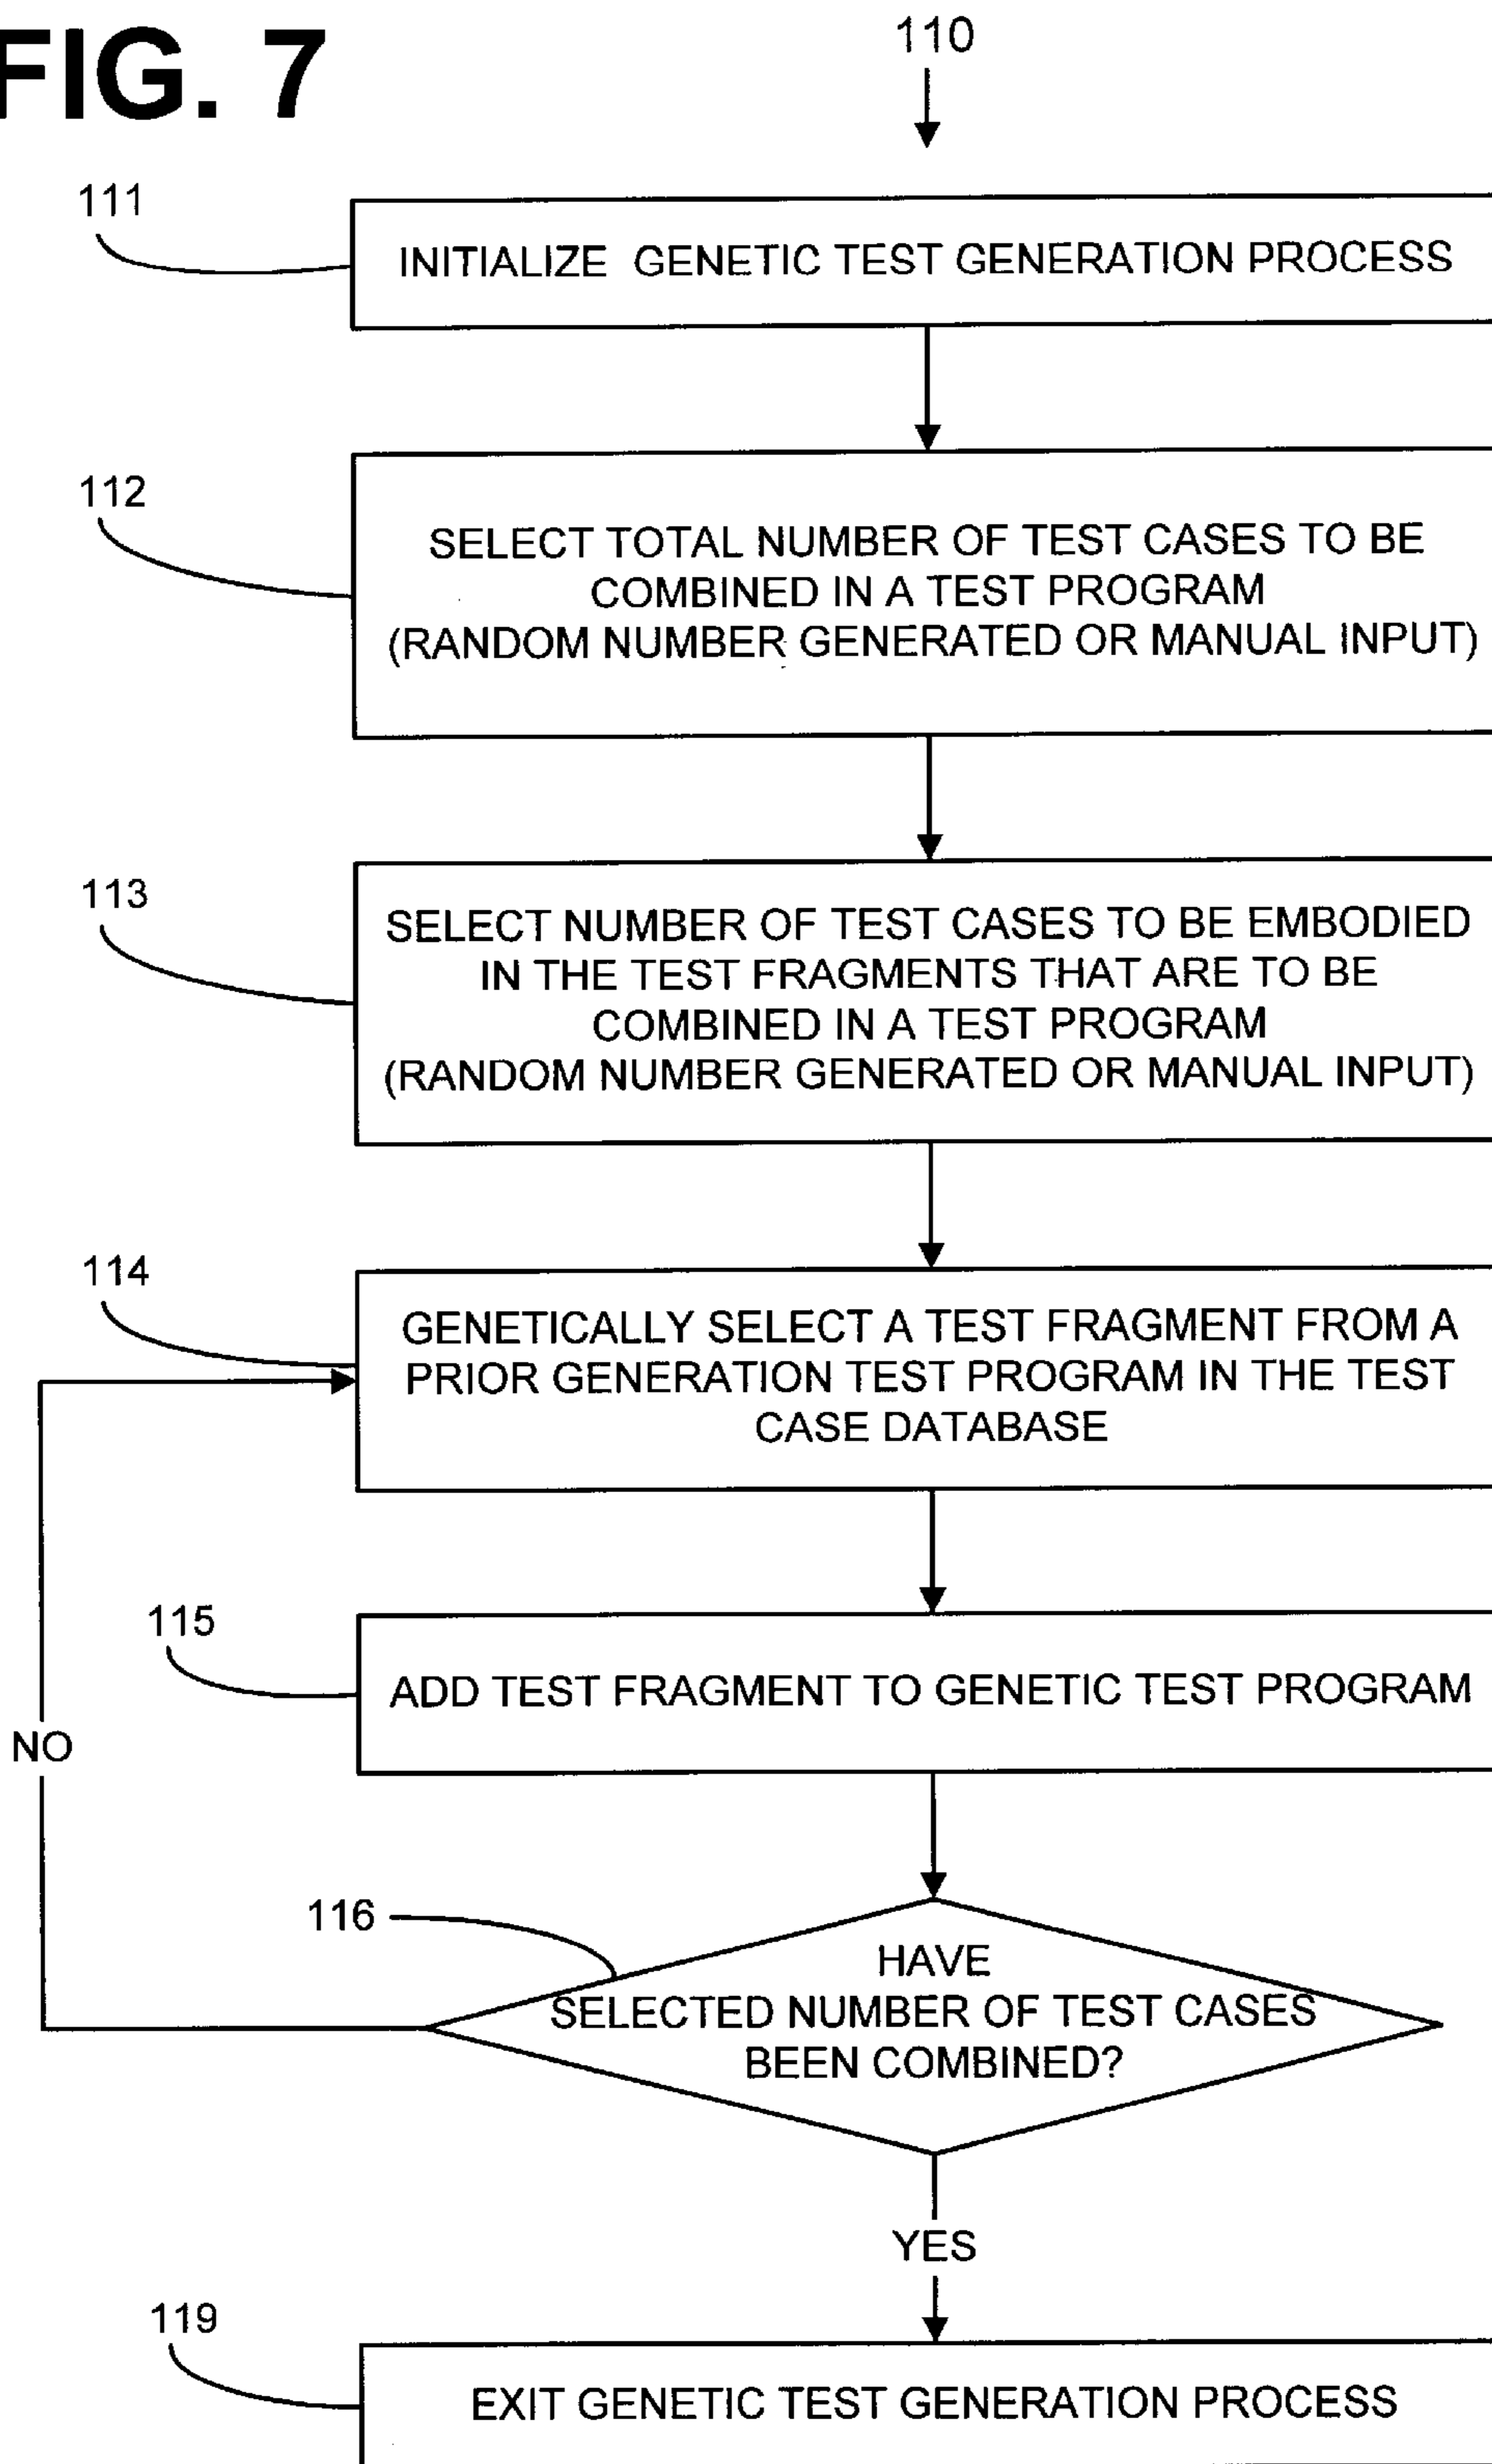 FIG. 7
110
111
INITIALIZE GENETIC TEST GENERATION PROCESS
112
SELECT TOTAL NUMBER OF TEST CASES TO BE
COMBINED IN A TEST PROGRAM
(RANDOM NUMBER GENERATED OR MANUAL INPUT)
113
SELECT NUMBER OF TEST CASES TO BE EMBODIED
IN THE TEST FRAGMENTS THAT ARE TO BE
COMBINED IN A TEST PROGRAM
(RANDOM NUMBER GENERATED OR MANUAL INPUT)
114
GENETICALLY SELECT A TEST FRAGMENT FROM A
PRIOR GENERATION TEST PROGRAM IN THE TEST
CASE DATABASE
115
ADD TEST FRAGMENT TO GENETIC TEST PROGRAM
NO
116
HAVE
SELECTED NUMBER OF TEST CASES
BEEN COMBINED?
YES
119
EXIT GENETIC TEST GENERATION PROCESS